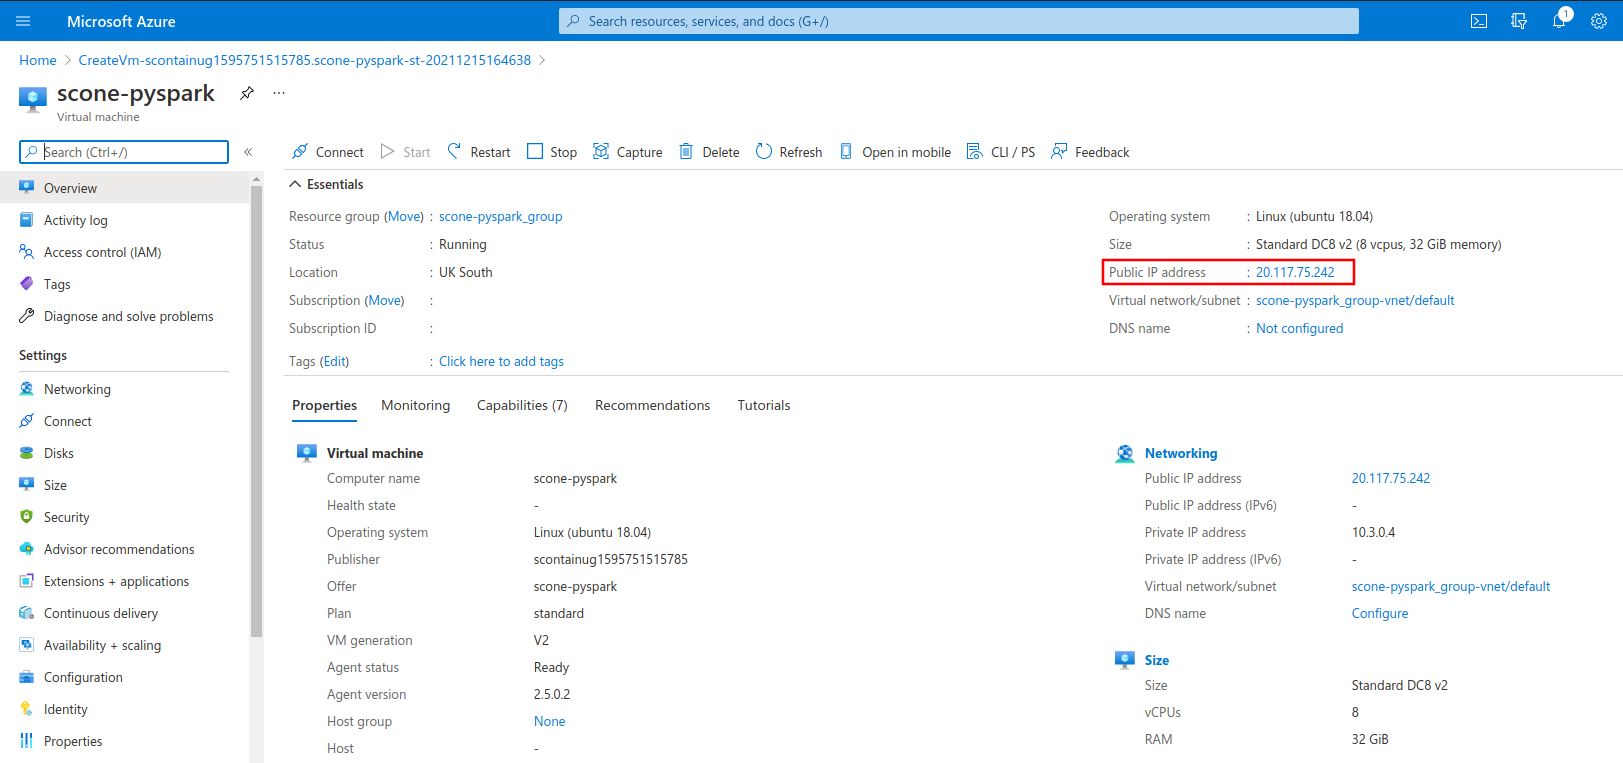 Microsoft Azure
Search resources, services, and docs (G+/)
1
Home > CreateVm-scontainug1595751515785.scone-pyspark-st-20211215164638 >
scone-pyspark
...
Virtual machine
Search (Ctrl+/)
«
Connect Start Restart Stop Capture Delete Refresh Open in mobile CLI / PS Feedback
Overview
Activity log
Access control (IAM)
Tags
Diagnose and solve problems
Settings
Networking
Connect
Disks
Size
Security
Advisor recommendations
Extensions + applications
Continuous delivery
Availability + scaling
Configuration
Identity
Properties
Essentials
Resource group (Move) : scone-pyspark_group
Status : Running
Location : UK South
Subscription (Move) :
Subscription ID :
Tags (Edit) : Click here to add tags
Operating system : Linux (ubuntu 18.04)
Size : Standard DC8 v2 (8 vcpus, 32 GiB memory)
Public IP address : 20.117.75.242
Virtual network/subnet : scone-pyspark_group-vnet/default
DNS name : Not configured
Properties Monitoring Capabilities (7) Recommendations Tutorials
Virtual machine
Computer name scone-pyspark
Health state -
Operating system Linux (ubuntu 18.04)
Publisher scontainug1595751515785
Offer scone-pyspark
Plan standard
VM generation V2
Agent status Ready
Agent version 2.5.0.2
Host group None
Host -
Networking
Public IP address 20.117.75.242
Public IP address (IPv6) -
Private IP address 10.3.0.4
Private IP address (IPv6) -
Virtual network/subnet scone-pyspark_group-vnet/default
DNS name Configure
Size
Size Standard DC8 v2
vCPUs 8
RAM 32 GiB